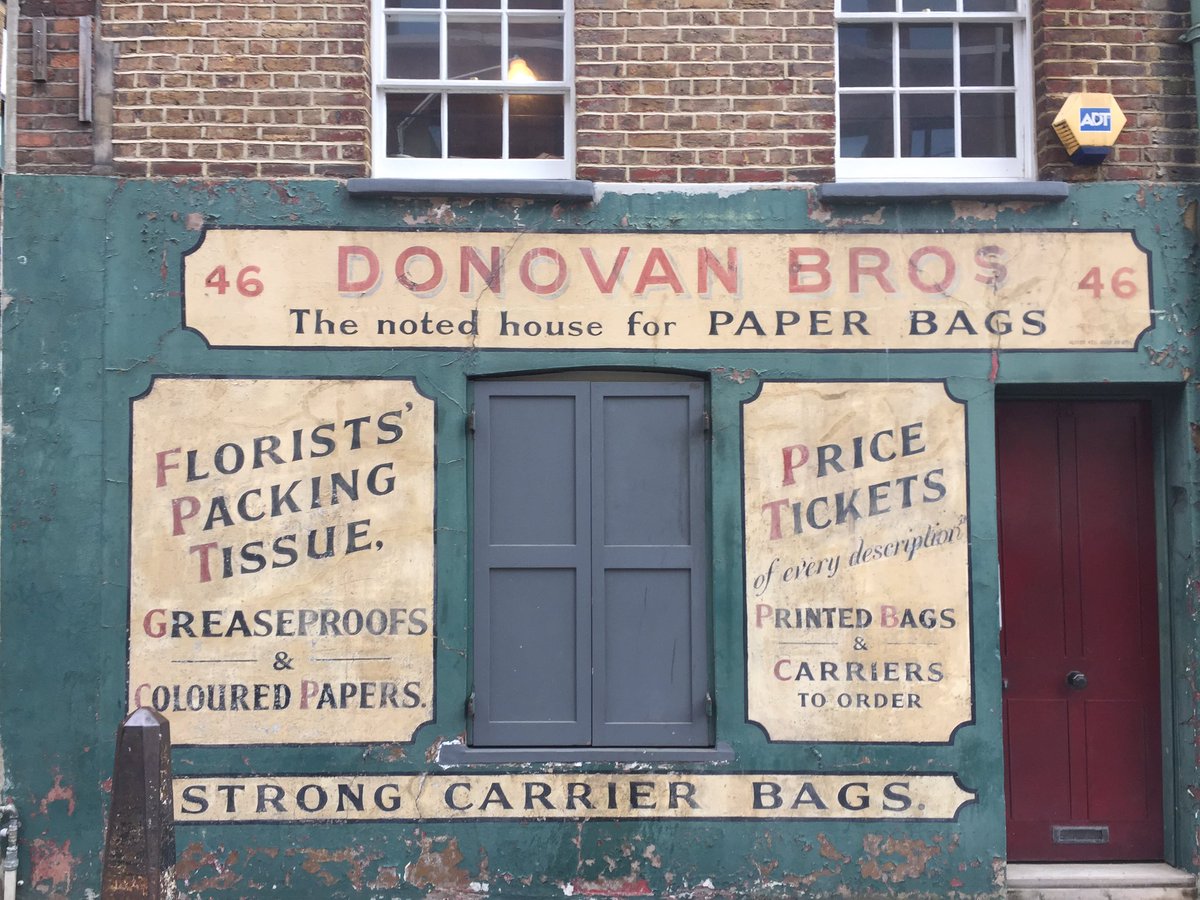 ADT
46 DONOVAN BROS 46
The noted house for PAPER BAGS
FLORISTS'
PACKING
TISSUE,
GREASEPROOFS
&
COLOURED PAPERS.
PRICE
TICKETS
of every description
PRINTED BAGS
&
CARRIERS
TO ORDER
STRONG CARRIER BAGS.